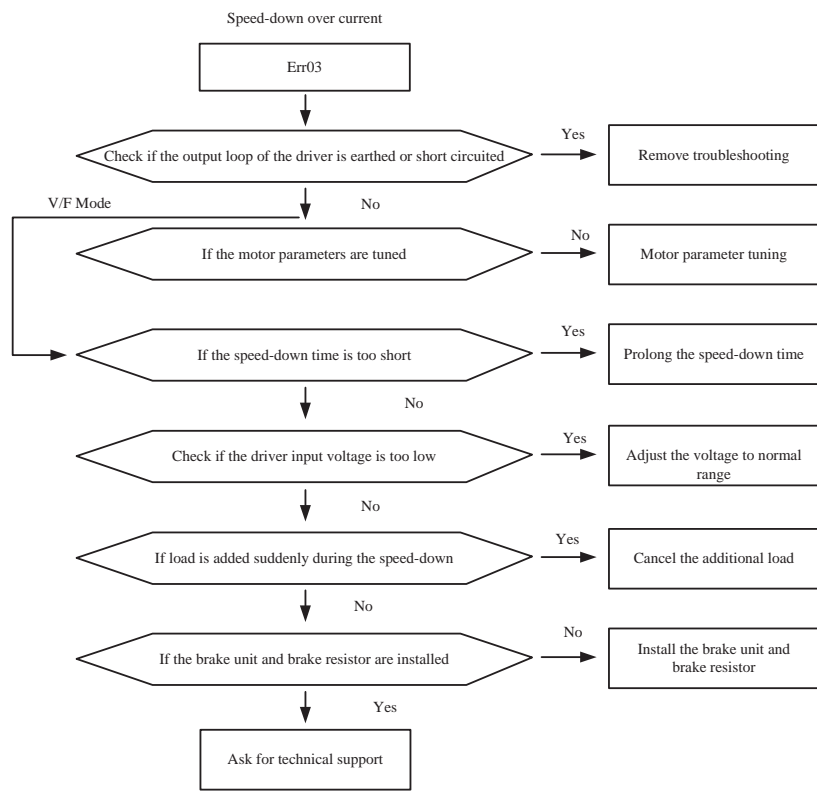 Speed-down over current
Err03
Check if the output loop of the driver is earthed or short circuited
Yes
Remove troubleshooting
V/F Mode
No
If the motor parameters are tuned
No
Motor parameter tuning
If the speed-down time is too short
Yes
Prolong the speed-down time
No
Check if the driver input voltage is too low
Yes
Adjust the voltage to normal
range
No
If load is added suddenly during the speed-down
Yes
Cancel the additional load
No
If the brake unit and brake resistor are installed
No
Install the brake unit and
brake resistor
Yes
Ask for technical support